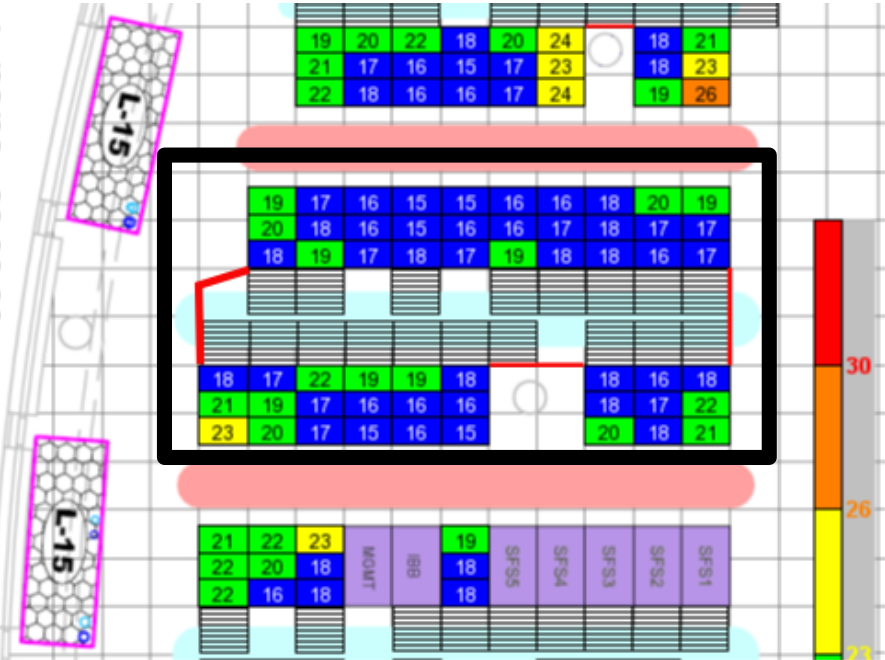 19 20 22 18 20 24 18 21
21 17 16 15 17 23 18 23
22 18 16 16 17 24 19 26
L-15
19 17 16 15 15 16 16 18 20 19
20 18 16 15 16 16 17 18 17 17
18 19 17 18 17 19 18 18 16 17
18 17 22 19 19 18 18 16 18
21 19 17 16 16 16 18 17 22
23 20 17 15 16 15 20 18 21
30
26
23
L-15
21 22 23 MGMT IBB 19 SFS5 SFS4 SFS3 SFS2 SFS1
22 20 18 18
22 16 18 18